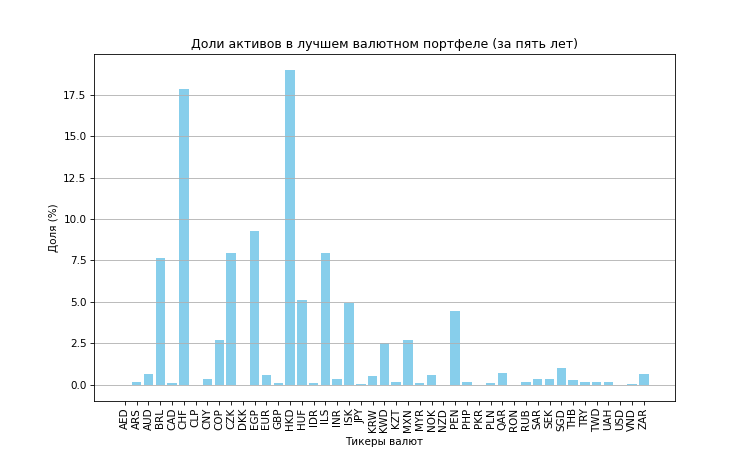 Доли активов в лучшем валютном портфеле (за пять лет)
Доля (%)
17.5
15.0
12.5
10.0
7.5
5.0
2.5
0.0
AED ARS AUD BRL CAD CHF CLP CNY COP CZK DKK EGP EUR GBP HKD HUF IDR ILS INR ISK JPY KRW KWD KZT MXN MYR NOK NZD PEN PHP PKR PLN QAR RON RUB SAR SEK SGD THB TRY TWD UAH USD VND ZAR
Тикеры валют